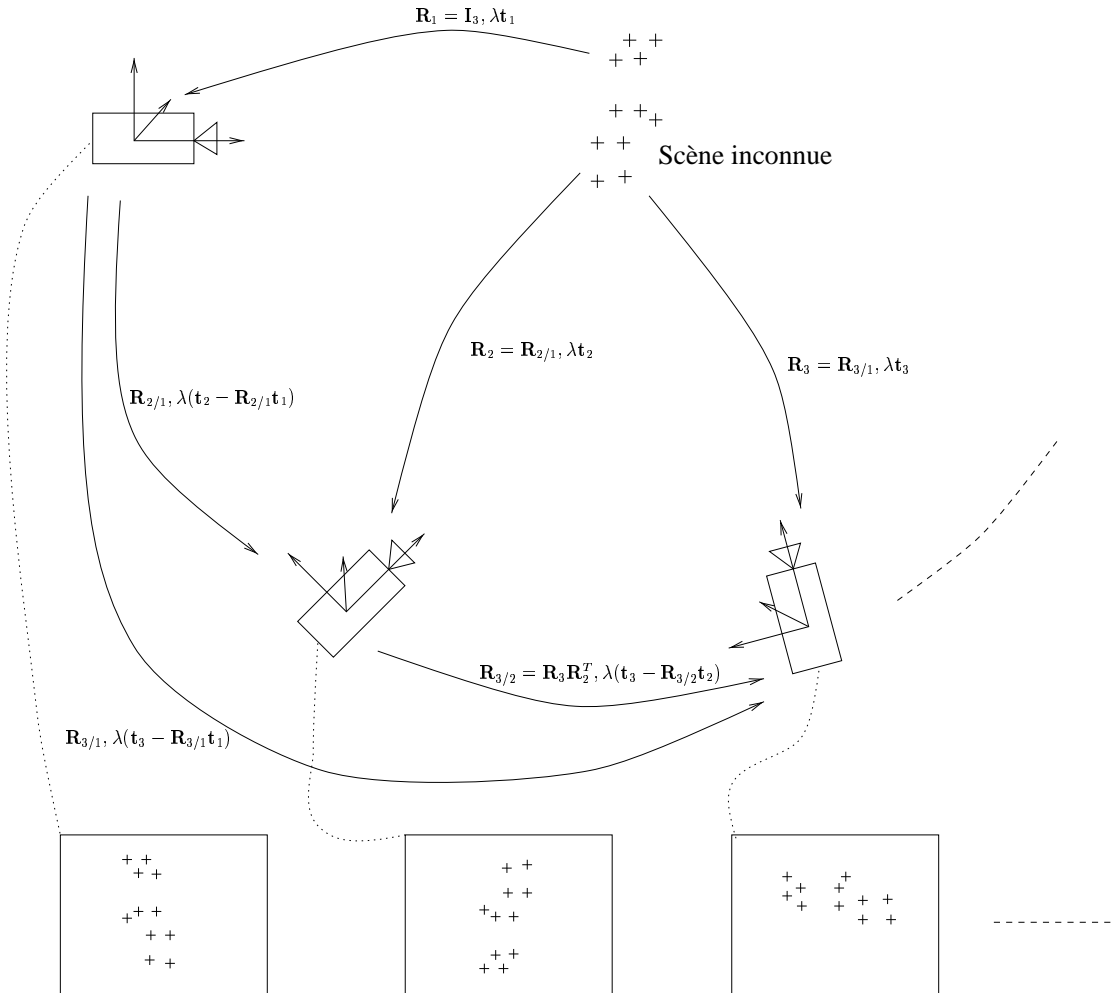 R₁ = I₃, λt₁
Scène inconnue
R₂ = R₂/₁, λt₂
R₃ = R₃/₁, λt₃
R₂/₁, λ(t₂ − R₂/₁t₁)
R₃/₂ = R₃R₂ᵀ, λ(t₃ − R₃/₂t₂)
R₃/₁, λ(t₃ − R₃/₁t₁)